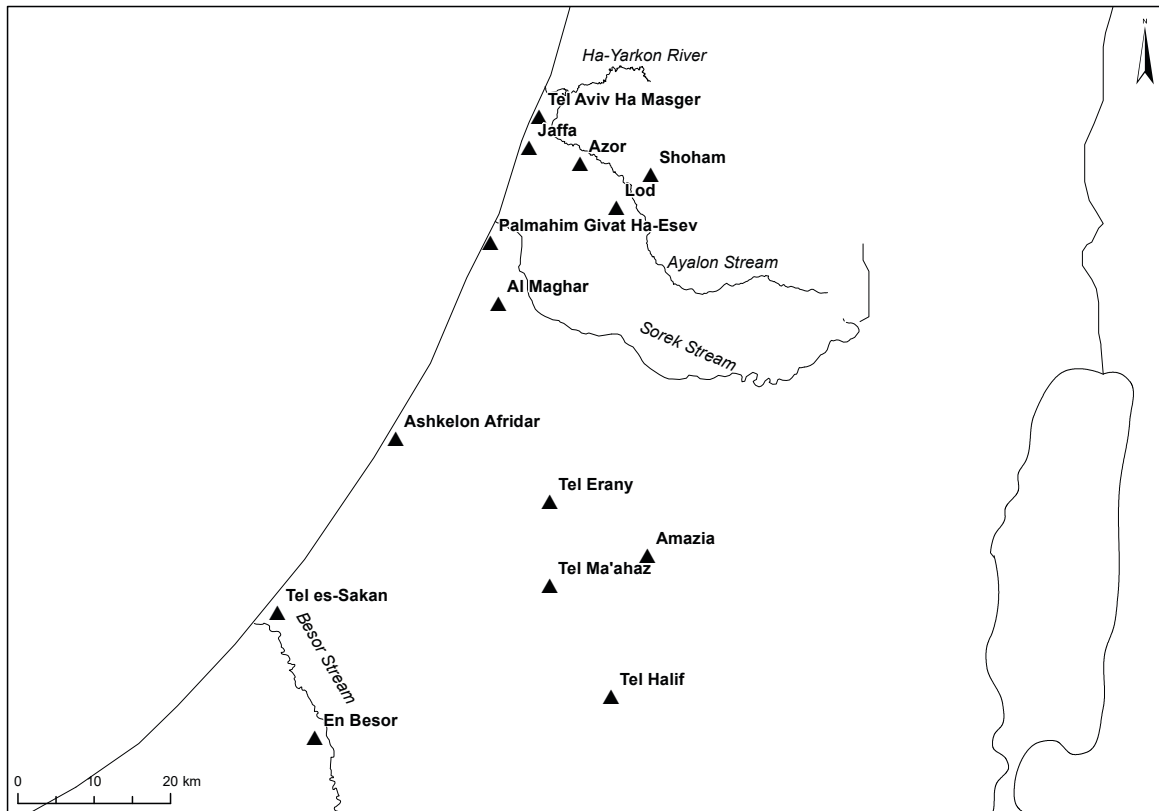 N
Ha-Yarkon River
Tel Aviv Ha Masger
Jaffa
Azor
Shoham
Lod
Palmahim Givat Ha-Esev
Ayalon Stream
Al Maghar
Sorek Stream
Ashkelon Afridar
Tel Erany
Amazia
Tel Ma'ahaz
Tel es-Sakan
Besor Stream
Tel Halif
En Besor
0 10 20 km